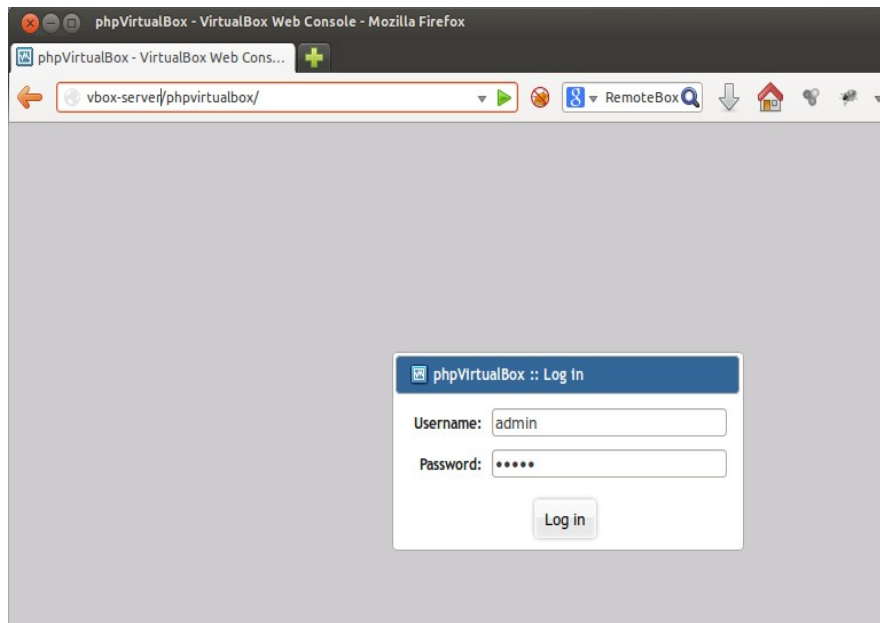 phpVirtualBox - VirtualBox Web Console - Mozilla Firefox
phpVirtualBox - VirtualBox Web Cons...
vbox-server/phpvirtualbox/
RemoteBox
phpVirtualBox :: Log in
Username: admin
Password: •••••
Log in